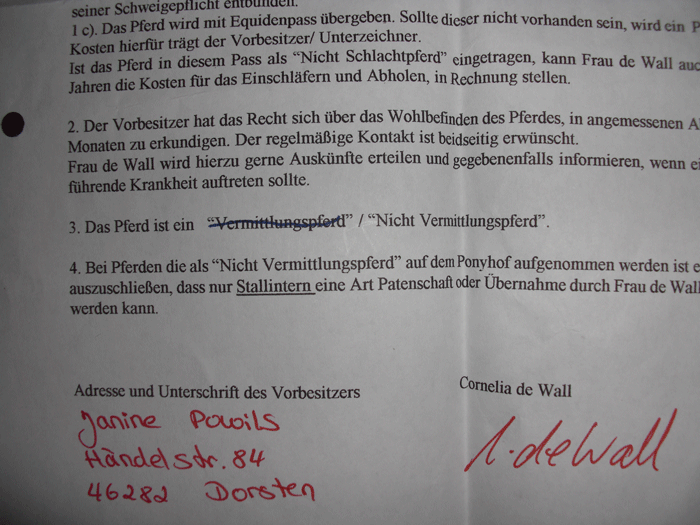 seiner Schweigepflicht entbunden.
1 c). Das Pferd wird mit Equidenpass übergeben. Sollte dieser nicht vorhanden sein, wird ein
Kosten hierfür trägt der Vorbesitzer/ Unterzeichner.
Ist das Pferd in diesem Pass als “Nicht Schlachtpferd” eingetragen, kann Frau de Wall auc
Jahren die Kosten für das Einschläfern und Abholen, in Rechnung stellen.
2. Der Vorbesitzer hat das Recht sich über das Wohlbefinden des Pferdes, in angemessenen A
Monaten zu erkundigen. Der regelmäßige Kontakt ist beidseitig erwünscht.
Frau de Wall wird hierzu gerne Auskünfte erteilen und gegebenenfalls informieren, wenn ei
führende Krankheit auftreten sollte.
3. Das Pferd ist ein “Vermittlungspferd” / “Nicht Vermittlungspferd”.
4. Bei Pferden die als “Nicht Vermittlungspferd” auf dem Ponyhof aufgenommen werden ist e
auszuschließen, dass nur Stallintern eine Art Patenschaft oder Übernahme durch Frau de Wall
werden kann.
Adresse und Unterschrift des Vorbesitzers
Cornelia de Wall
Janine Powils
Händelstr. 84
46282 Dorsten
deWall